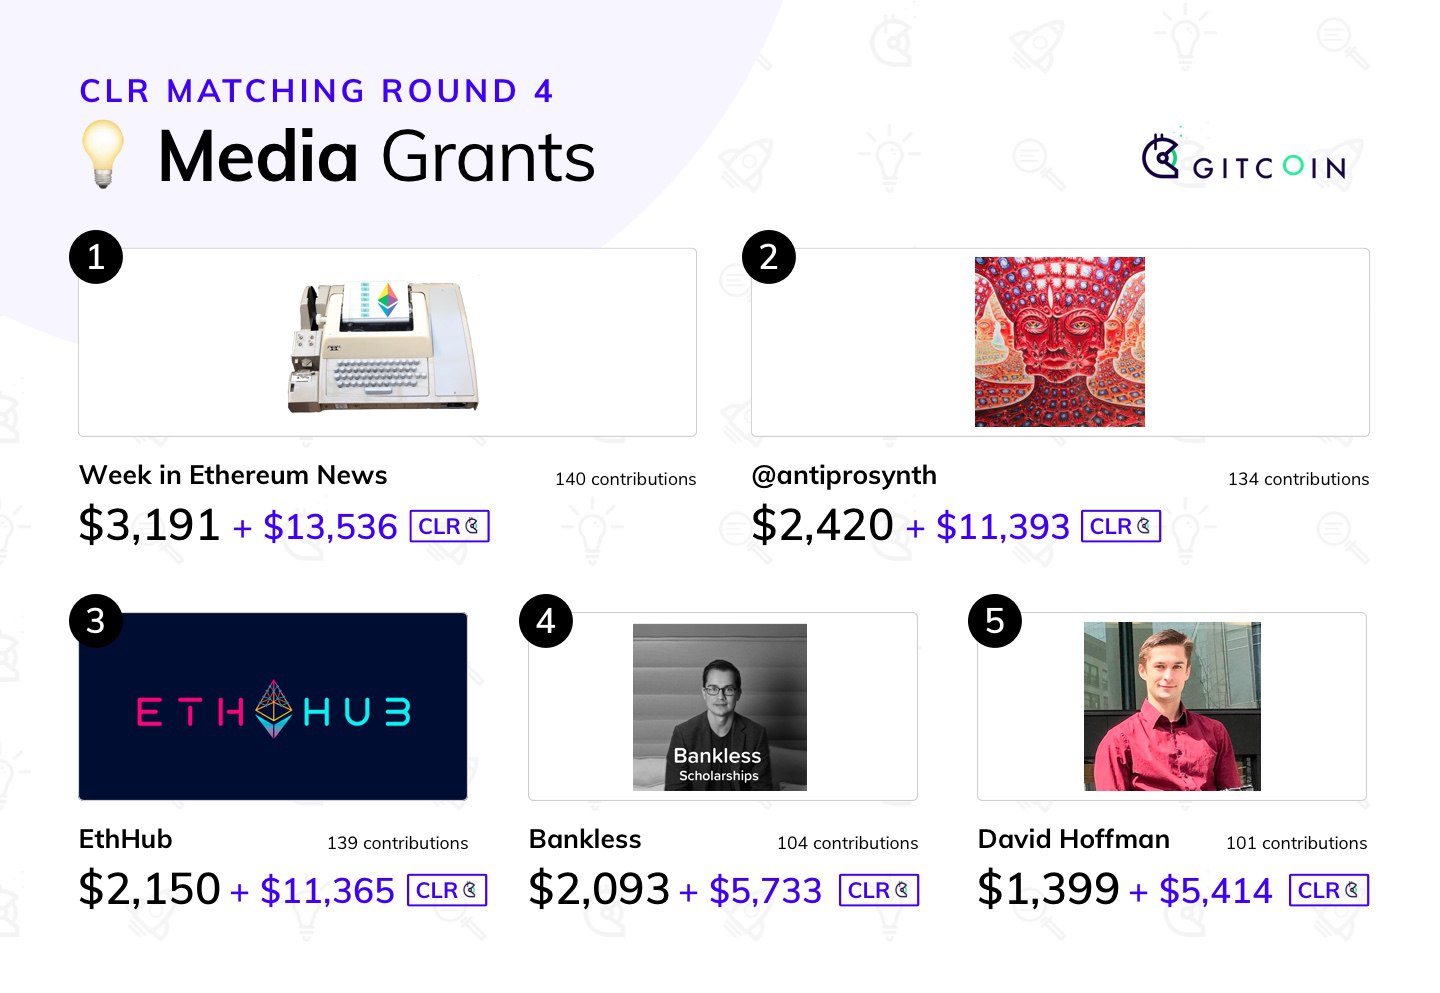 CLR MATCHING ROUND 4
Media Grants
GITCOIN
1
2
Week in Ethereum News
140 contributions
$3,191 + $13,536 CLR
@antiprosynth
134 contributions
$2,420 + $11,393 CLR
3
ETH HUB
4
Bankless
Scholarships
5
EthHub
139 contributions
$2,150 + $11,365 CLR
Bankless
104 contributions
$2,093 + $5,733 CLR
David Hoffman
101 contributions
$1,399 + $5,414 CLR